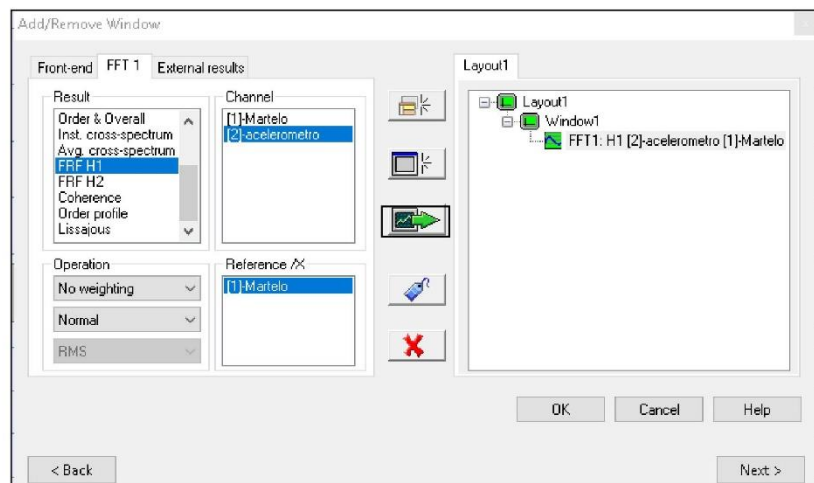 Add/Remove Window
Front-end
FFT 1
External results
Result
Order & Overall
Inst. cross-spectrum
Avg. cross-spectrum
FRF H1
FRF H2
Coherence
Order profile
Lissajous
Channel
[1]-Martelo
[2]-acelerometro
Operation
No weighting
Normal
RMS
Reference /X
[1]-Martelo
Layout1
Layout1
Window1
FFT1: H1 [2]-acelerometro [1]-Martelo
OK
Cancel
Help
< Back
Next >